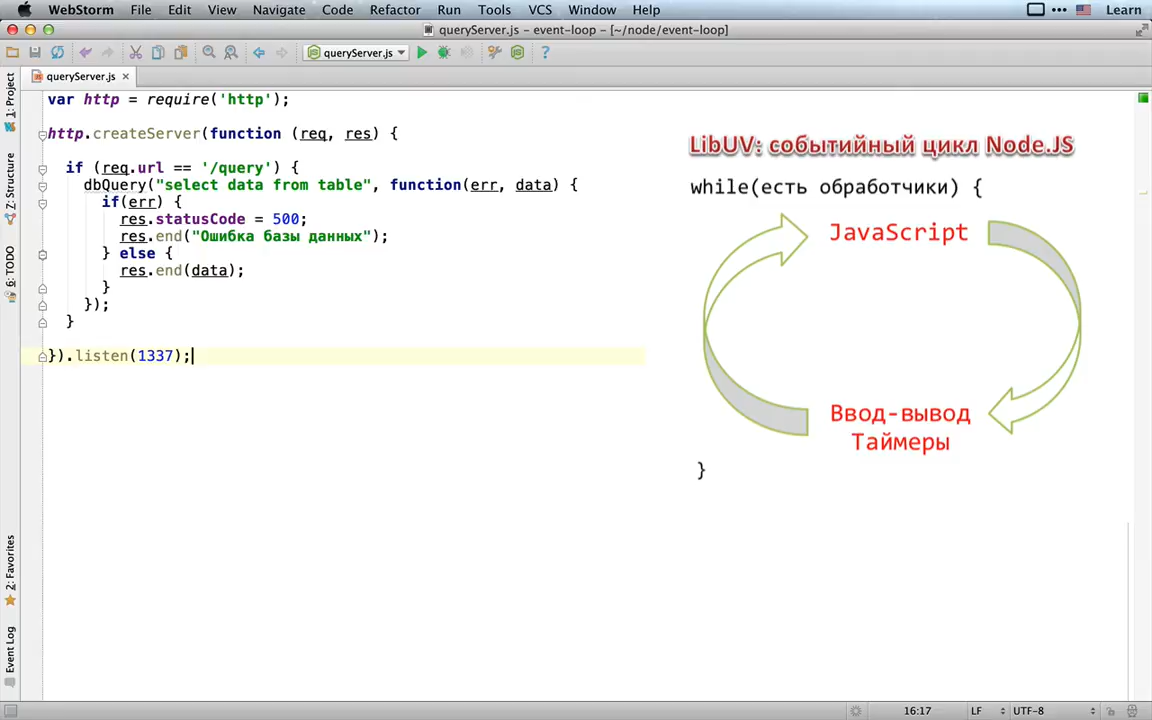 WebStorm File Edit View Navigate Code Refactor Run Tools VCS Window Help Learn
queryServer.js – event-loop – [~/node/event-loop]
queryServer.js
queryServer.js
1: Project
Z: Structure
6: TODO
2: Favorites
Event Log
var http = require('http');
http.createServer(function (req, res) {
if (req.url == '/query') {
dbQuery("select data from table", function(err, data) {
if(err) {
res.statusCode = 500;
res.end("Ошибка базы данных");
} else {
res.end(data);
}
});
}
}).listen(1337);
LibUV: событийный цикл Node.JS
while(есть обработчики) {
JavaScript
Ввод-вывод
Таймеры
}
16:17 LF UTF-8